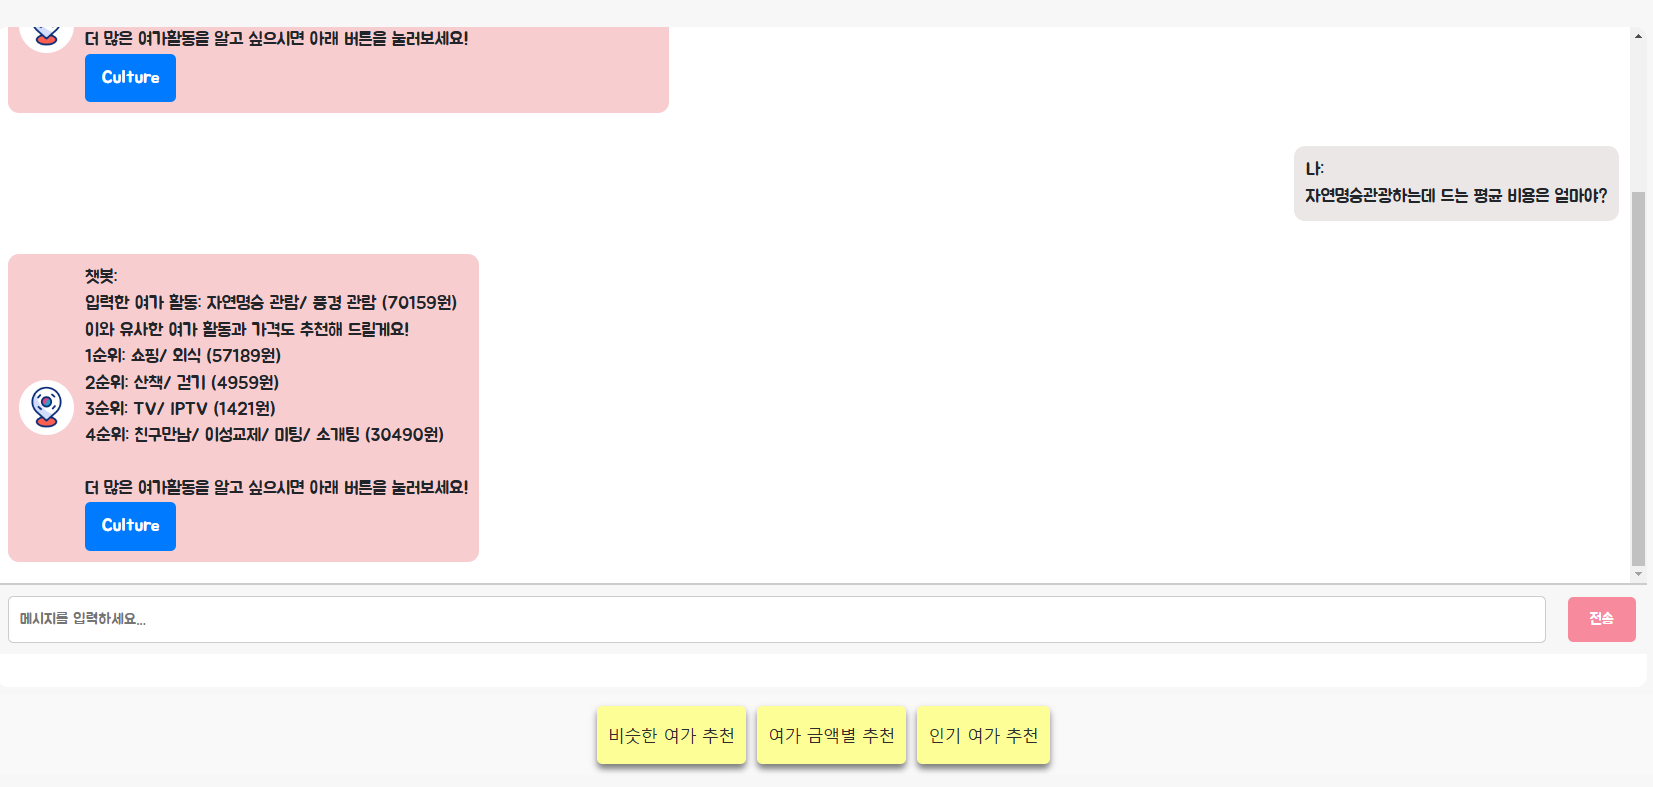 더 많은 여가활동을 알고 싶으시면 아래 버튼을 눌러보세요!
Culture
나:
자연명승관광하는데 드는 평균 비용은 얼마야?
챗봇:
입력한 여가 활동: 자연명승 관람/ 풍경 관람 (70159원)
이와 유사한 여가 활동과 가격도 추천해 드릴게요!
1순위: 쇼핑/ 외식 (57189원)
2순위: 산책/ 걷기 (4959원)
3순위: TV/ IPTV (1421원)
4순위: 친구만남/ 이성교제/ 미팅/ 소개팅 (30490원)
더 많은 여가활동을 알고 싶으시면 아래 버튼을 눌러보세요!
Culture
메시지를 입력하세요...
전송
비슷한 여가 추천
여가 금액별 추천
인기 여가 추천